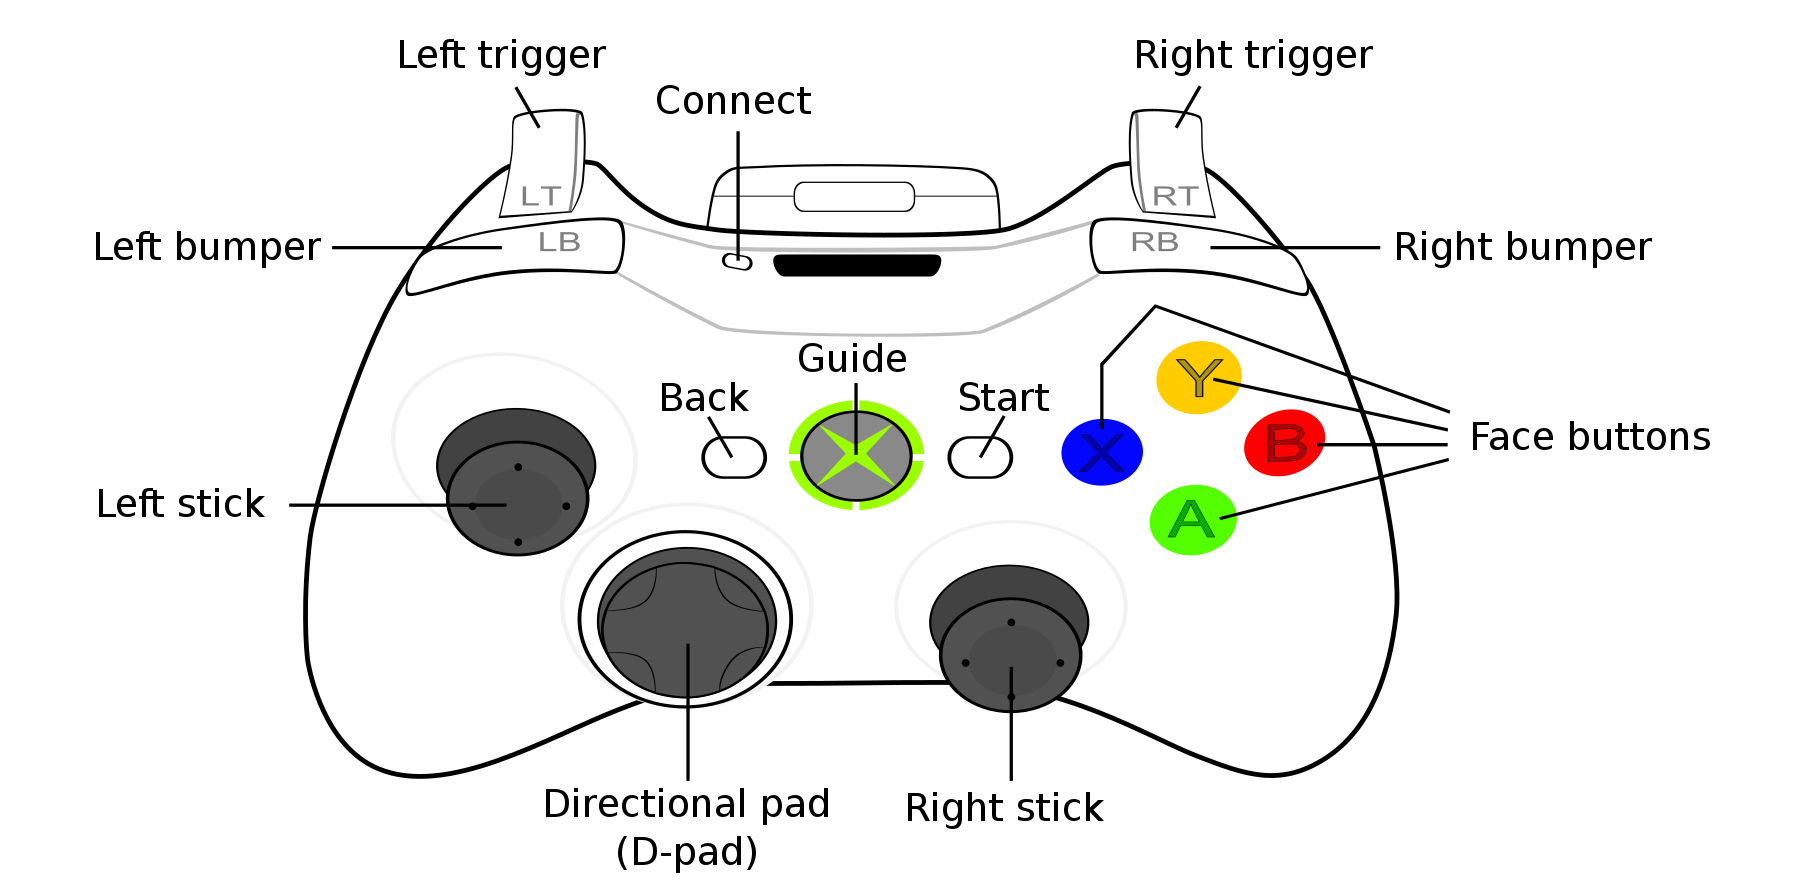 Left trigger
Right trigger
Connect
LT
RT
Left bumper
LB
RB
Right bumper
Guide
Back
Start
Y
X
B
Face buttons
Left stick
A
Directional pad
(D-pad)
Right stick